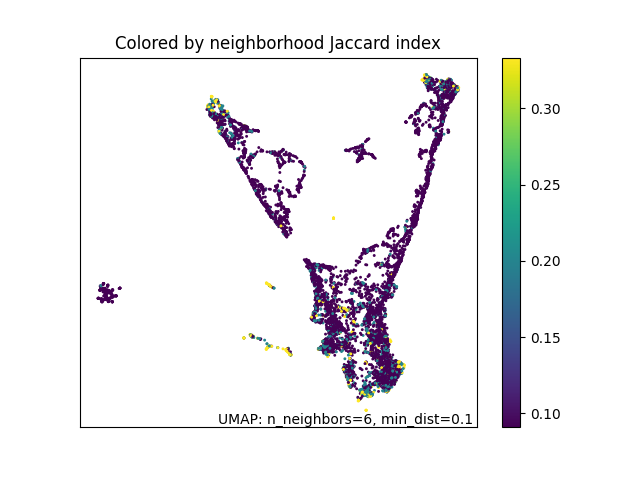 Colored by neighborhood Jaccard index
0.30
0.25
0.20
0.15
0.10
UMAP: n_neighbors=6, min_dist=0.1